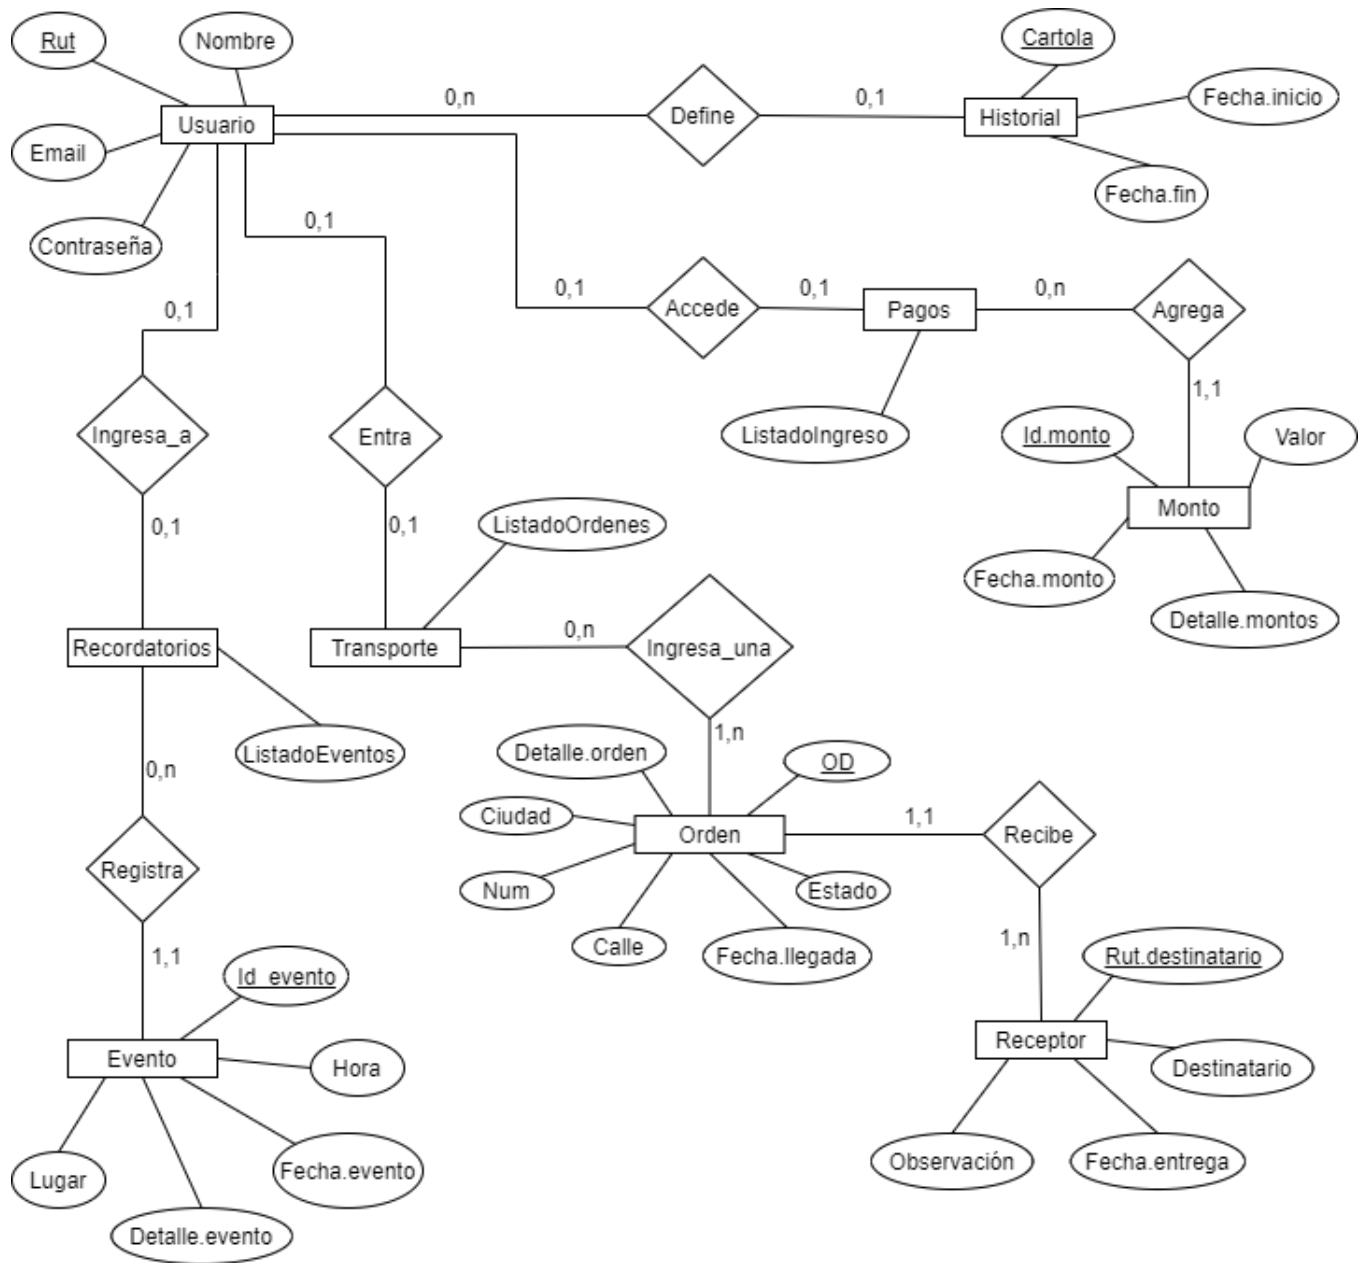 Rut
Nombre
Cartola
0,n
Define
0,1
Historial
Fecha.inicio
Usuario
Email
Fecha.fin
Contraseña
0,1
0,1
0,1
Accede
0,1
Pagos
0,n
Agrega
1,1
Ingresa_a
Entra
ListadoIngreso
Id.monto
Valor
Monto
0,1
0,1
ListadoOrdenes
Fecha.monto
Detalle.montos
Recordatorios
Transporte
0,n
Ingresa_una
1,n
ListadoEventos
Detalle.orden
OD
0,n
Ciudad
Orden
1,1
Recibe
Registra
Num
Estado
Calle
Fecha.llegada
1,n
1,1
Id_evento
Rut.destinatario
Receptor
Evento
Hora
Destinatario
Lugar
Fecha.evento
Observación
Fecha.entrega
Detalle.evento